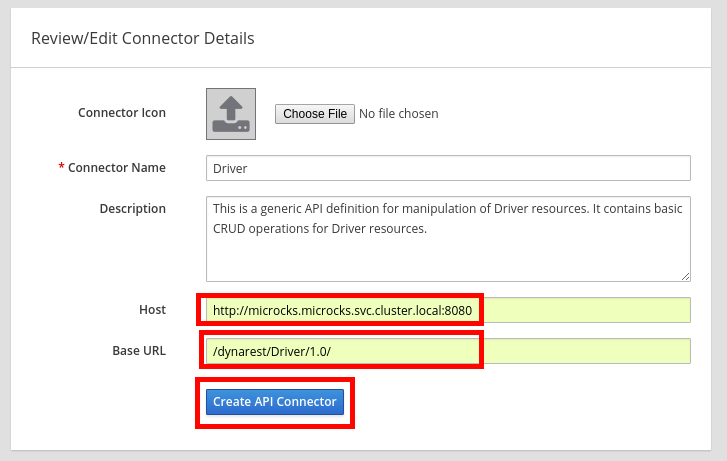 Review/Edit Connector Details
Connector Icon
Choose File No file chosen
* Connector Name
Driver
Description
This is a generic API definition for manipulation of Driver resources. It contains basic
CRUD operations for Driver resources.
Host
http://microcks.microcks.svc.cluster.local:8080
Base URL
/dynarest/Driver/1.0/
Create API Connector